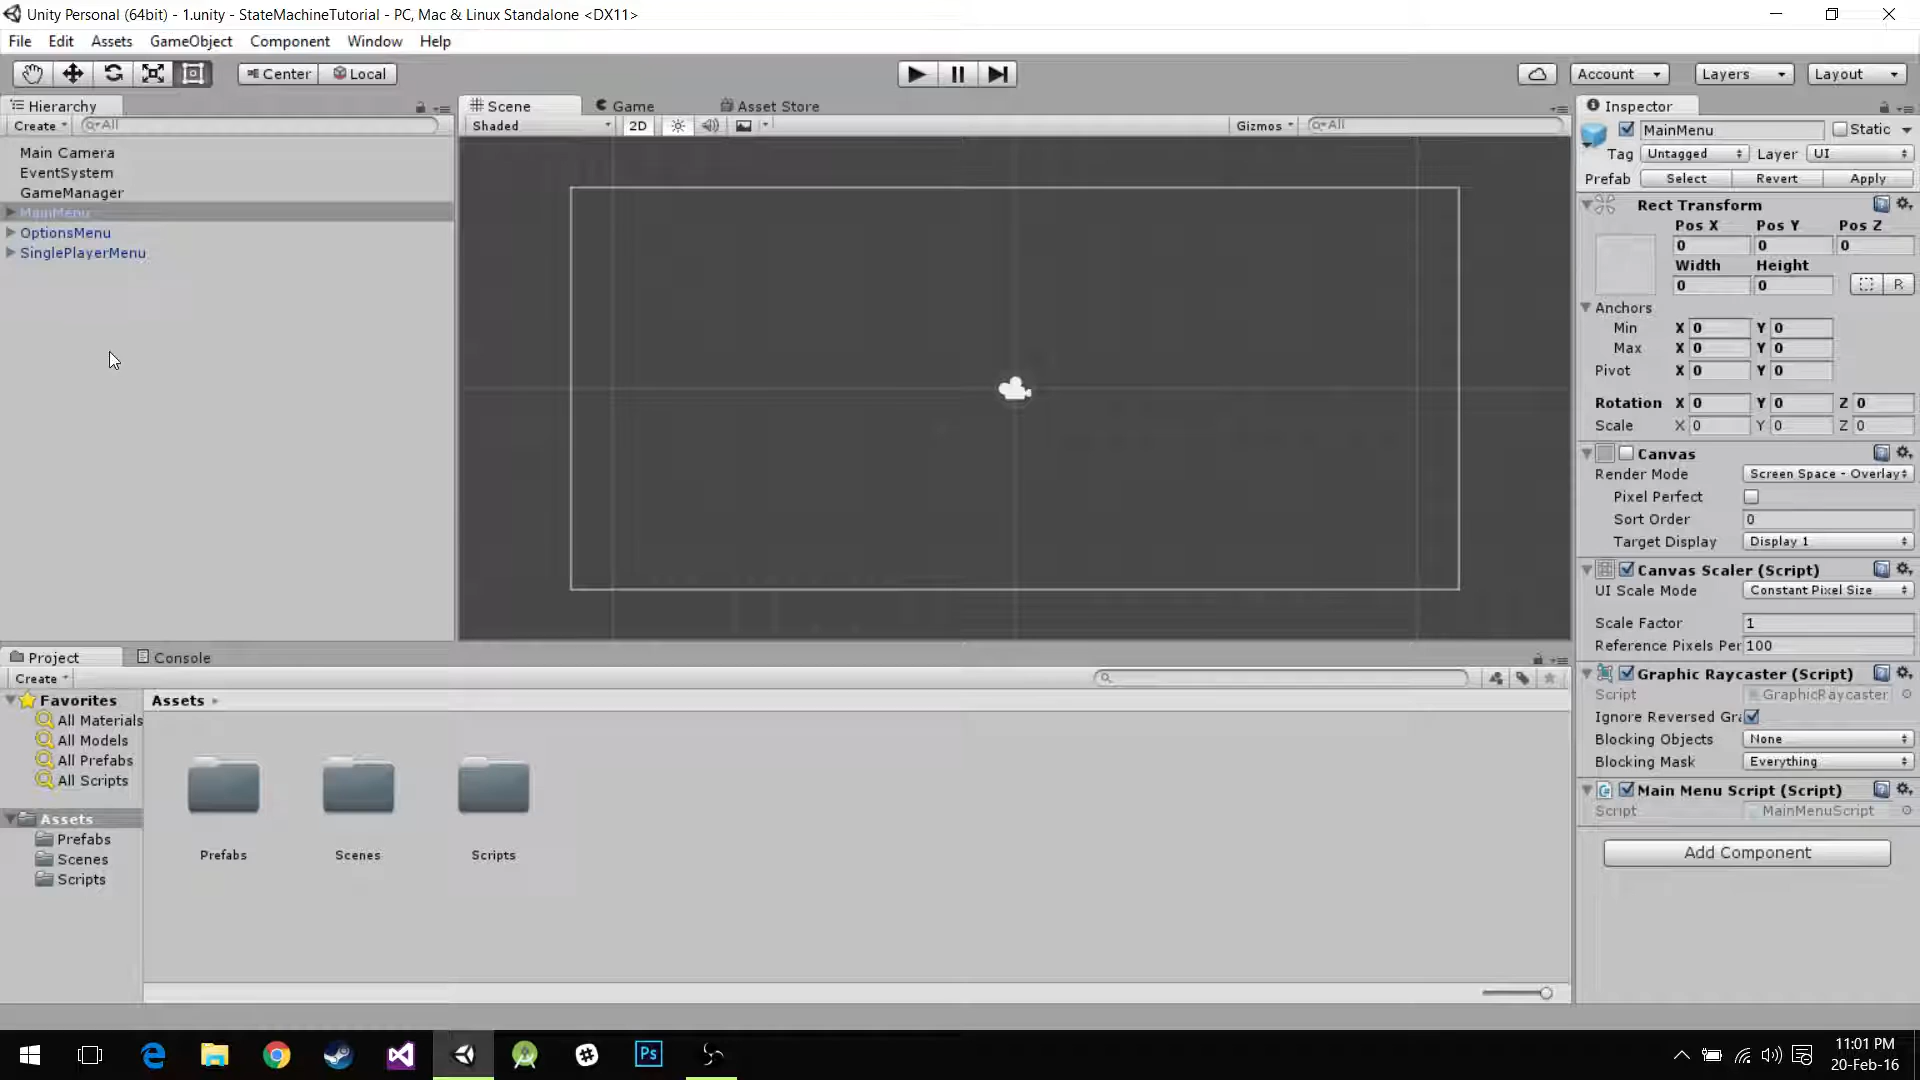 Unity Personal (64bit) - 1.unity - StateMachineTutorial - PC, Mac & Linux Standalone <DX11>
File Edit Assets GameObject Component Window Help
Center Local Account Layers Layout
Hierarchy
Create All
Main Camera
EventSystem
GameManager
MainMenu
OptionsMenu
SinglePlayerMenu
Scene Game Asset Store
Shaded 2D Gizmos All
Inspector
MainMenu Static
Tag Untagged Layer UI
Prefab Select Revert Apply
Rect Transform
Pos X Pos Y Pos Z
0 0 0
Width Height
0 0 R
Anchors
Min X 0 Y 0
Max X 0 Y 0
Pivot X 0 Y 0
Rotation X 0 Y 0 Z 0
Scale X 0 Y 0 Z 0
Canvas
Render Mode Screen Space - Overlay
Pixel Perfect
Sort Order 0
Target Display Display 1
Canvas Scaler (Script)
UI Scale Mode Constant Pixel Size
Scale Factor 1
Reference Pixels Per 100
Graphic Raycaster (Script)
Script GraphicRaycaster
Ignore Reversed Gra
Blocking Objects None
Blocking Mask Everything
Main Menu Script (Script)
Script MainMenuScript
Add Component
Project Console
Create
Favorites
All Materials
All Models
All Prefabs
All Scripts
Assets
Prefabs
Scenes
Scripts
Assets
Prefabs Scenes Scripts
Ps
11:01 PM
20-Feb-16